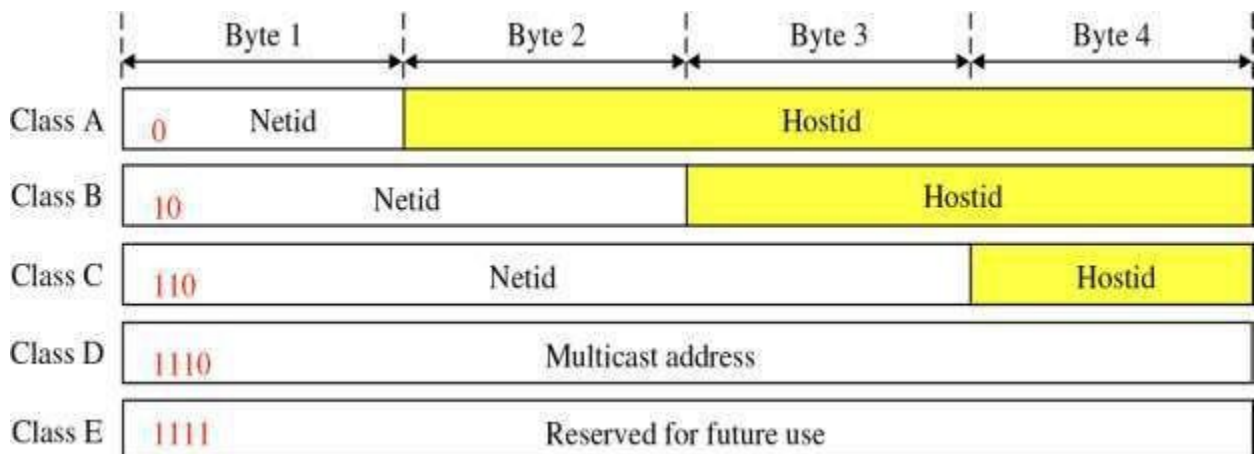 Byte 1 Byte 2 Byte 3 Byte 4
Class A 0 Netid Hostid
Class B 10 Netid Hostid
Class C 110 Netid Hostid
Class D 1110 Multicast address
Class E 1111 Reserved for future use